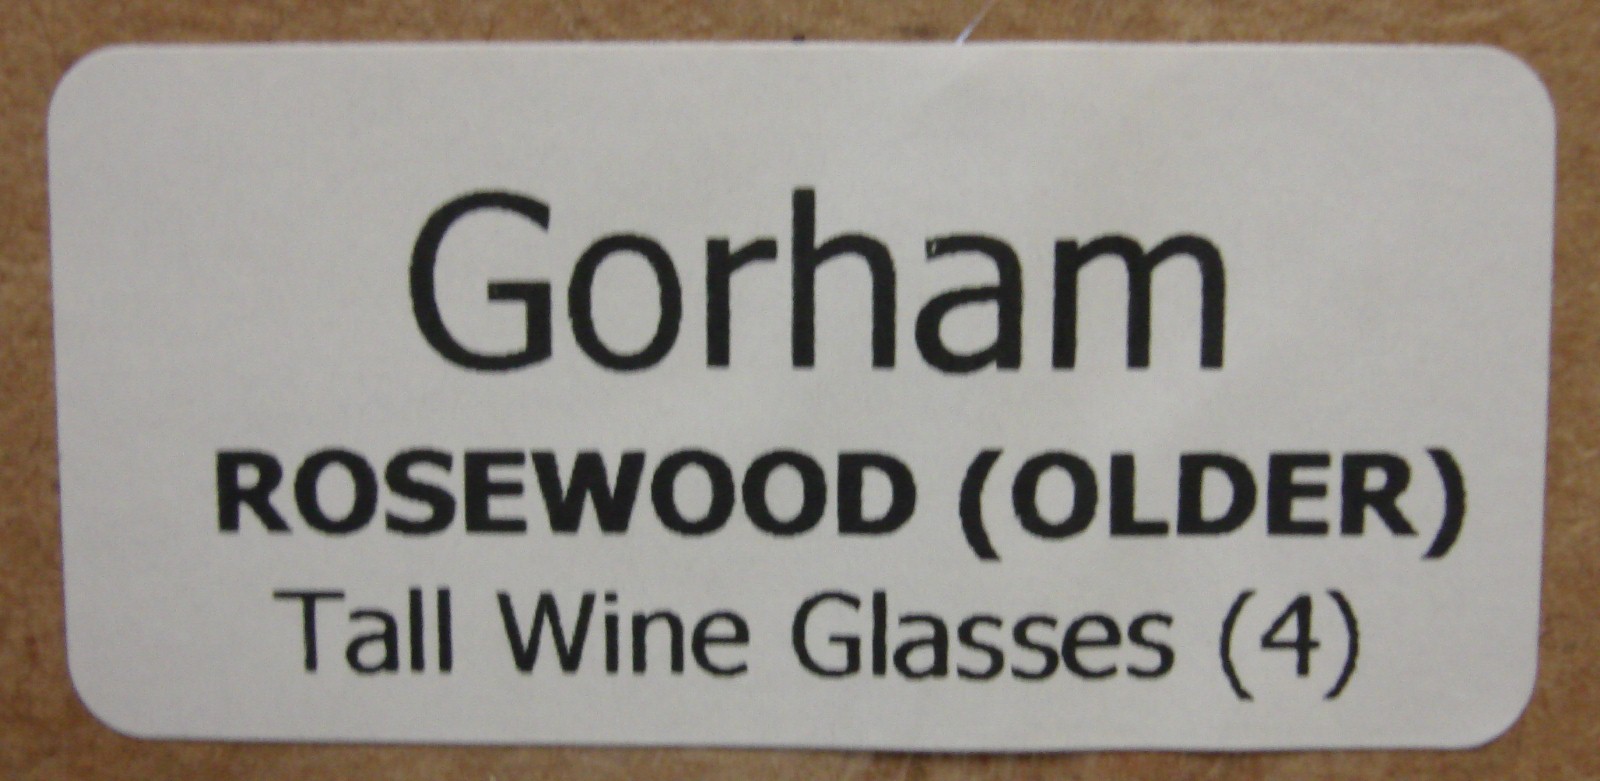 Gorham
ROSEWOOD (OLDER)
Tall Wine Glasses (4)